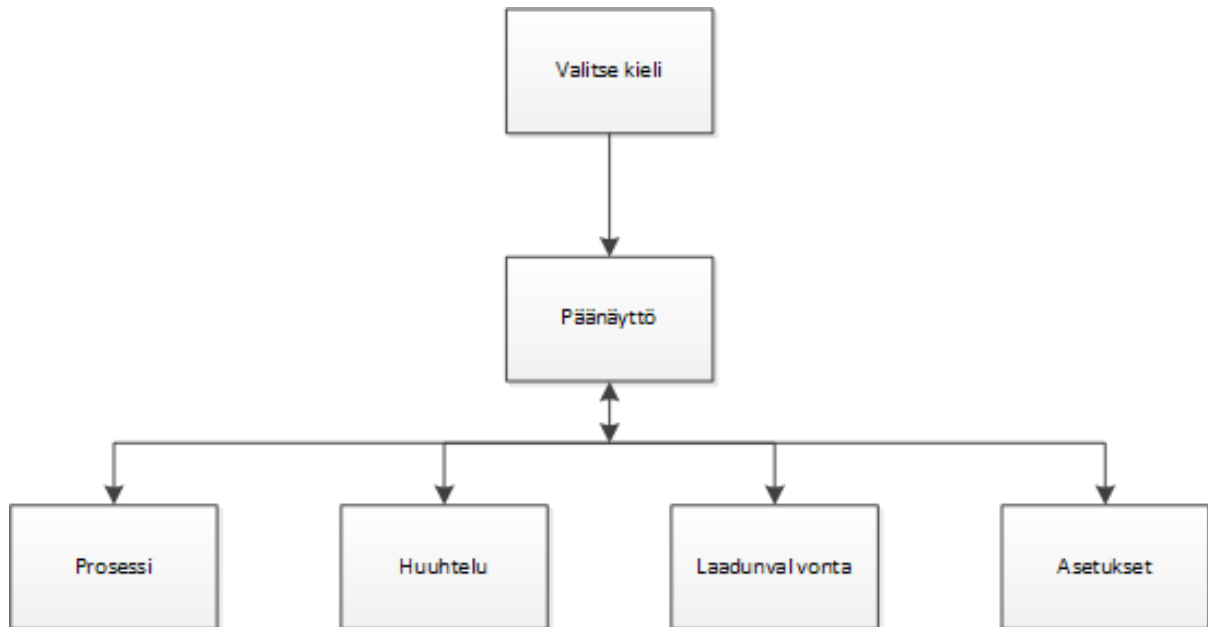 Valitse kieli
Päänäyttö
Prosessi
Huuhtelu
Laadunvalvonta
Asetukset